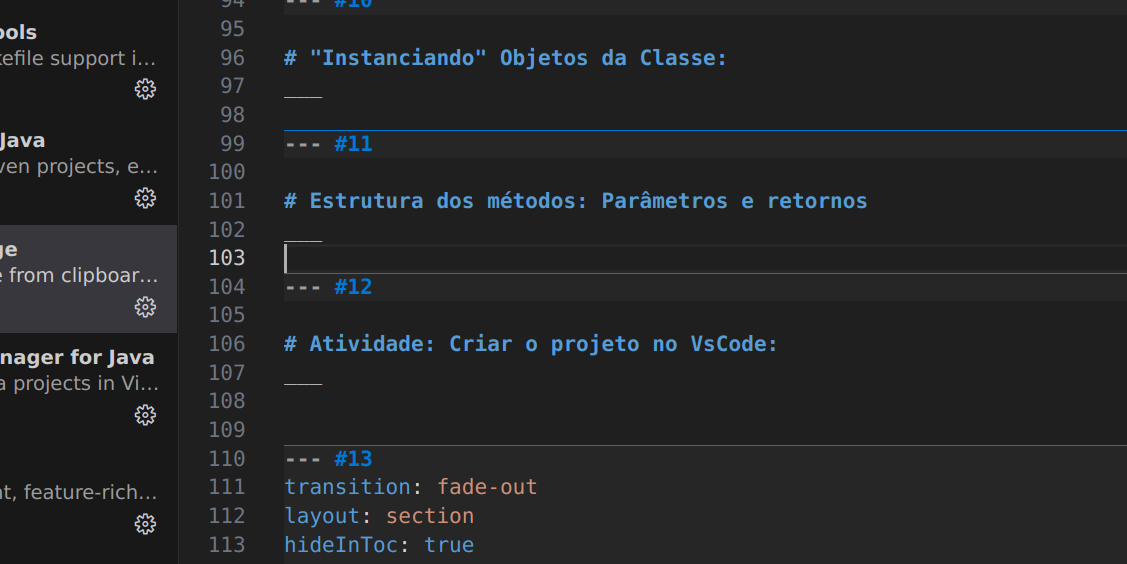 ools
kefile support i...
Java
ven projects, e...
ge
e from clipboar...
nager for Java
a projects in Vi...
nt, feature-rich...
94 --- #10
95
96 # "Instanciando" Objetos da Classe:
97 ___
98
99 --- #11
100
101 # Estrutura dos métodos: Parâmetros e retornos
102 ___
103
104 --- #12
105
106 # Atividade: Criar o projeto no VsCode:
107 ___
108
109
110 --- #13
111 transition: fade-out
112 layout: section
113 hideInToc: true